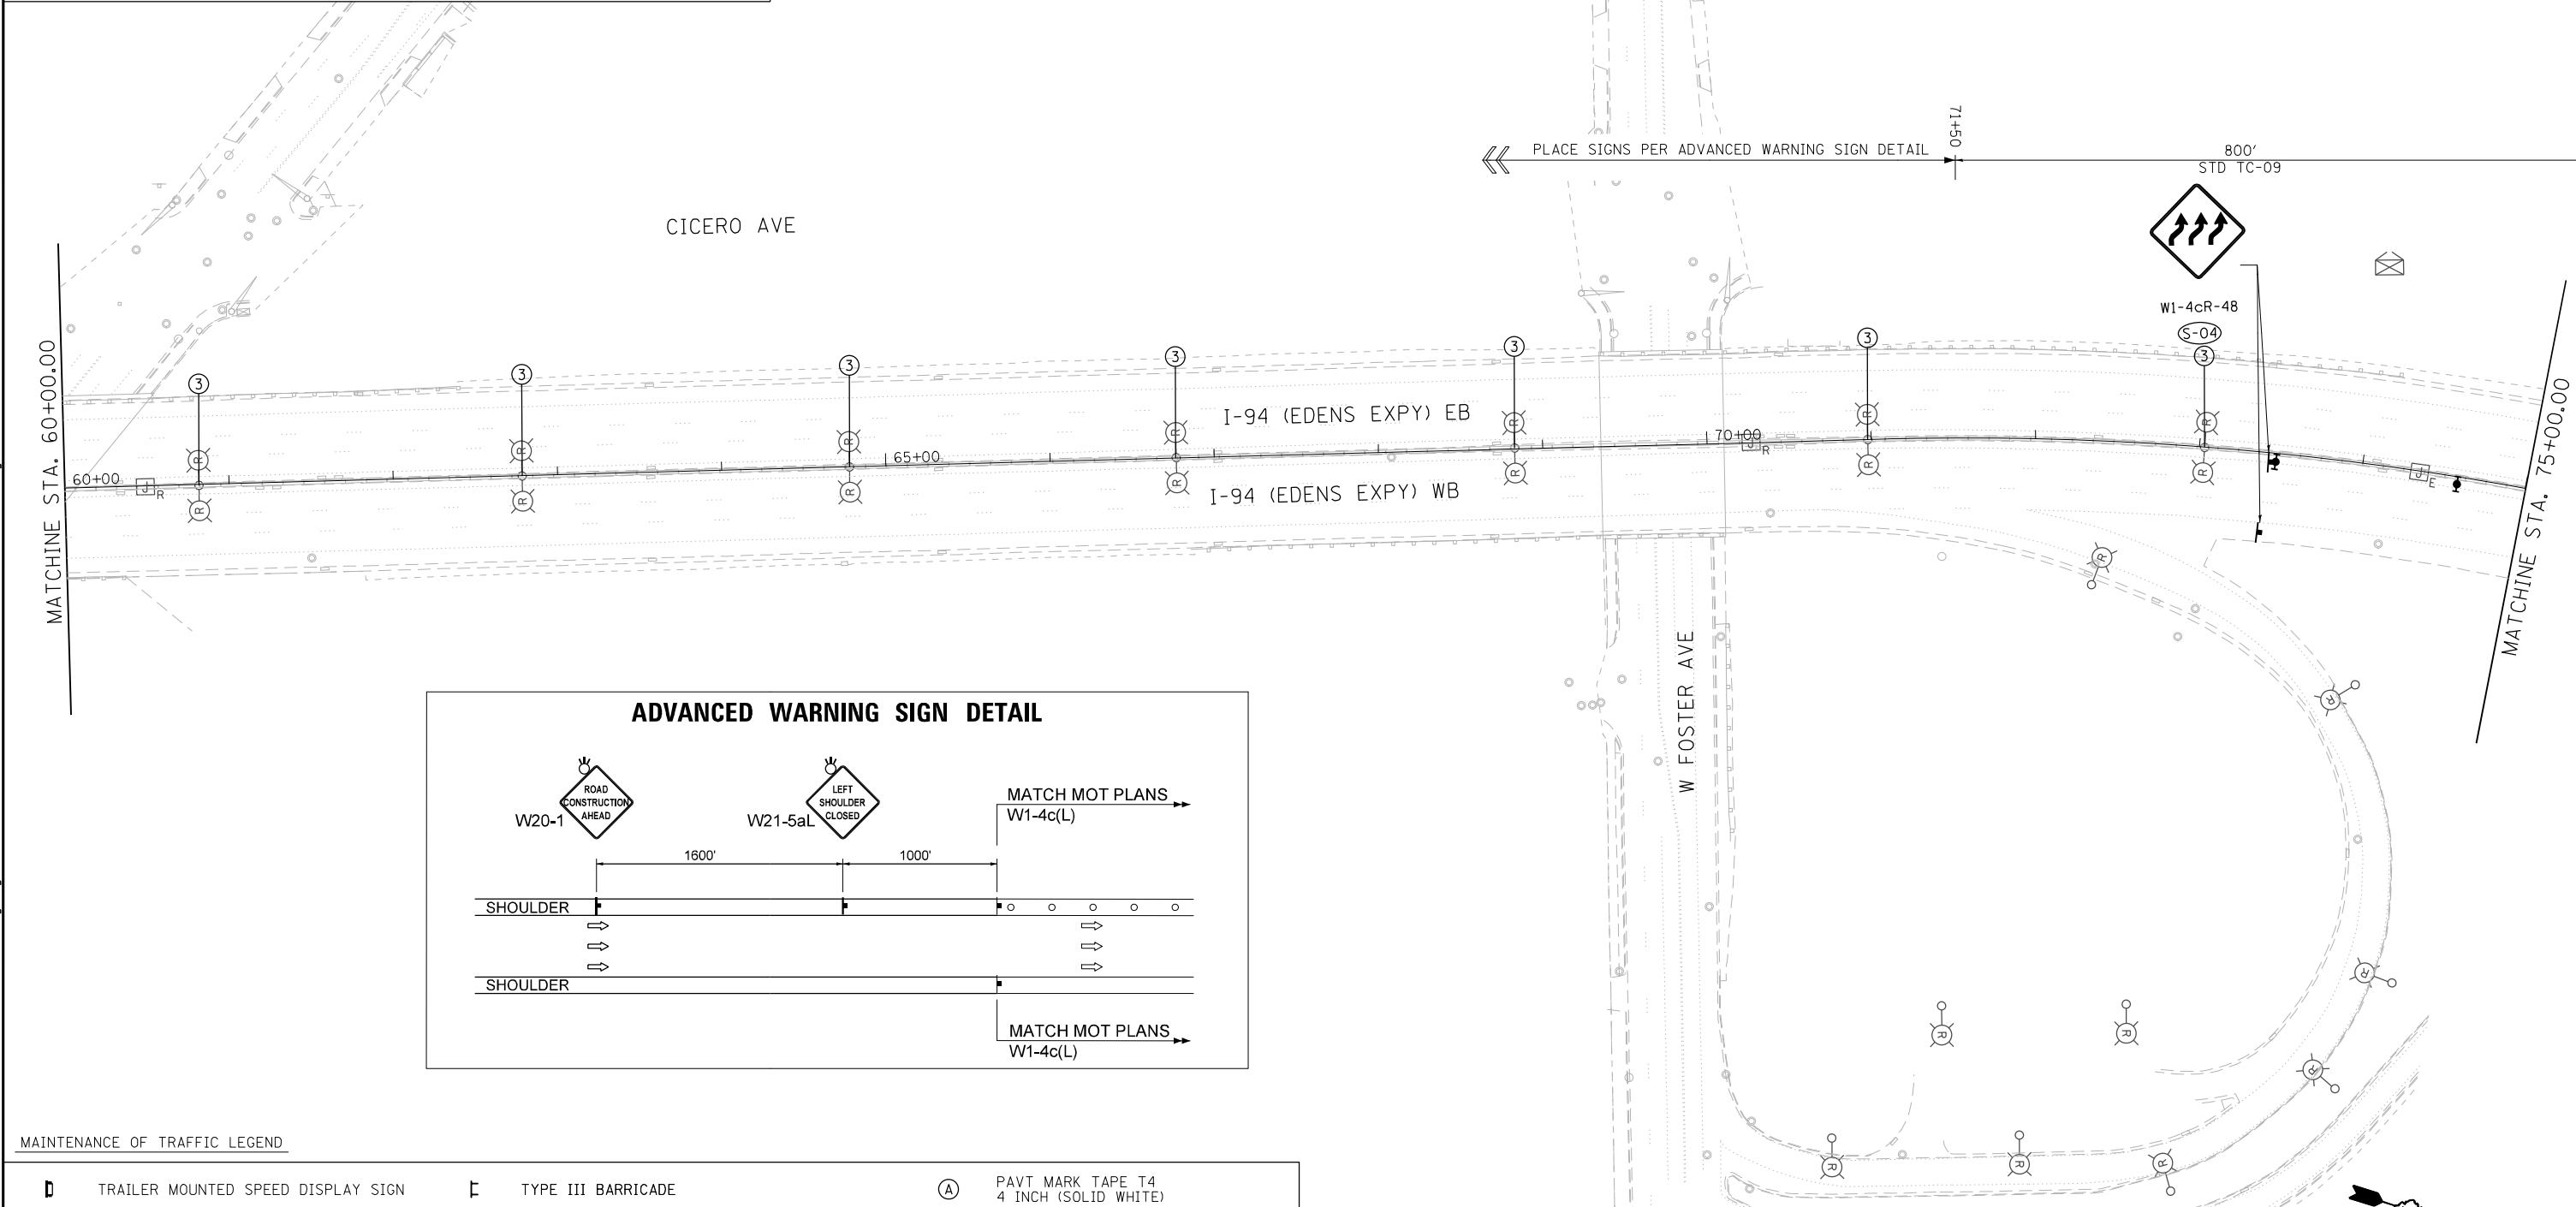 71+50
PLACE SIGNS PER ADVANCED WARNING SIGN DETAIL
800'
STD TC-09
CICERO AVE
W1-4cR-48
S-04
3
3
3
3
3
3
3
MATCHINE STA. 60+00.00
MATCHINE STA. 75+00.00
I-94 (EDENS EXPY) EB
I-94 (EDENS EXPY) WB
60+00
65+00
70+00
J R
J R
J E
R
R
R
R
R
R
R
R
R
R
R
R
R
R
W FOSTER AVE
R
R
R
R
R
R
R
R
R
ADVANCED WARNING SIGN DETAIL
ROAD
CONSTRUCTION
AHEAD
W20-1
LEFT
SHOULDER
CLOSED
W21-5aL
MATCH MOT PLANS
W1-4c(L)
1600'
1000'
SHOULDER
SHOULDER
MATCH MOT PLANS
W1-4c(L)
MAINTENANCE OF TRAFFIC LEGEND
TRAILER MOUNTED SPEED DISPLAY SIGN
TYPE III BARRICADE
A
PAVT MARK TAPE T4
4 INCH (SOLID WHITE)